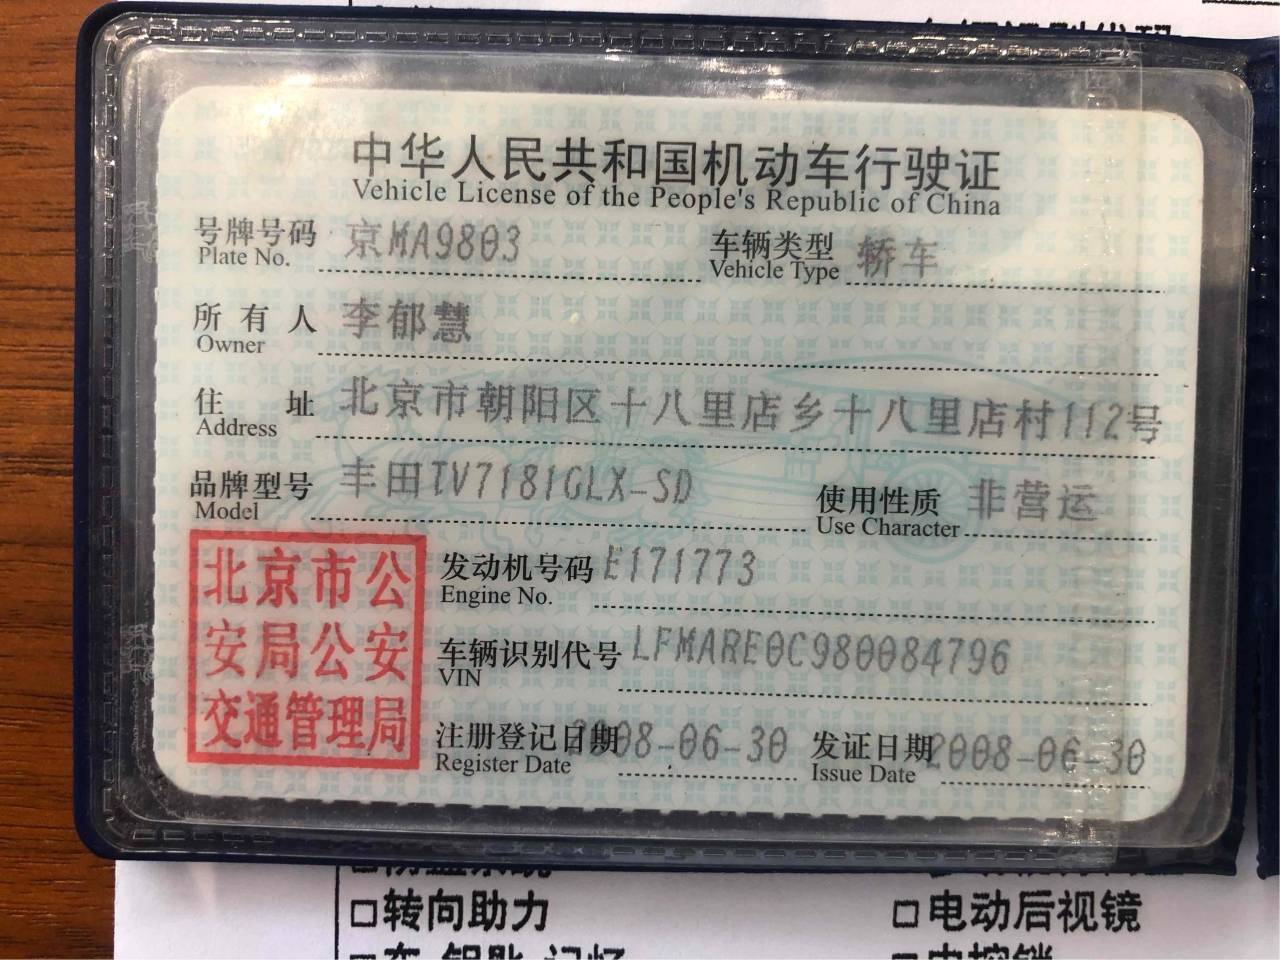 中华人民共和国机动车行驶证
Vehicle License of the People's Republic of China
号牌号码 京MA9803 车辆类型 轿车
Plate No. Vehicle Type
所有人 李郁慧
Owner
住址 北京市朝阳区十八里店乡十八里店村112号
Address
品牌型号 丰田TV7181GLX-SD 使用性质 非营运
Model Use Character
北京市公
安局公安
交通管理局
发动机号码 E171773
Engine No.
车辆识别代号 LFMARE0C980084796
VIN
注册登记日期 2008-06-30 发证日期 2008-06-30
Register Date Issue Date
□转向助力 □电动后视镜